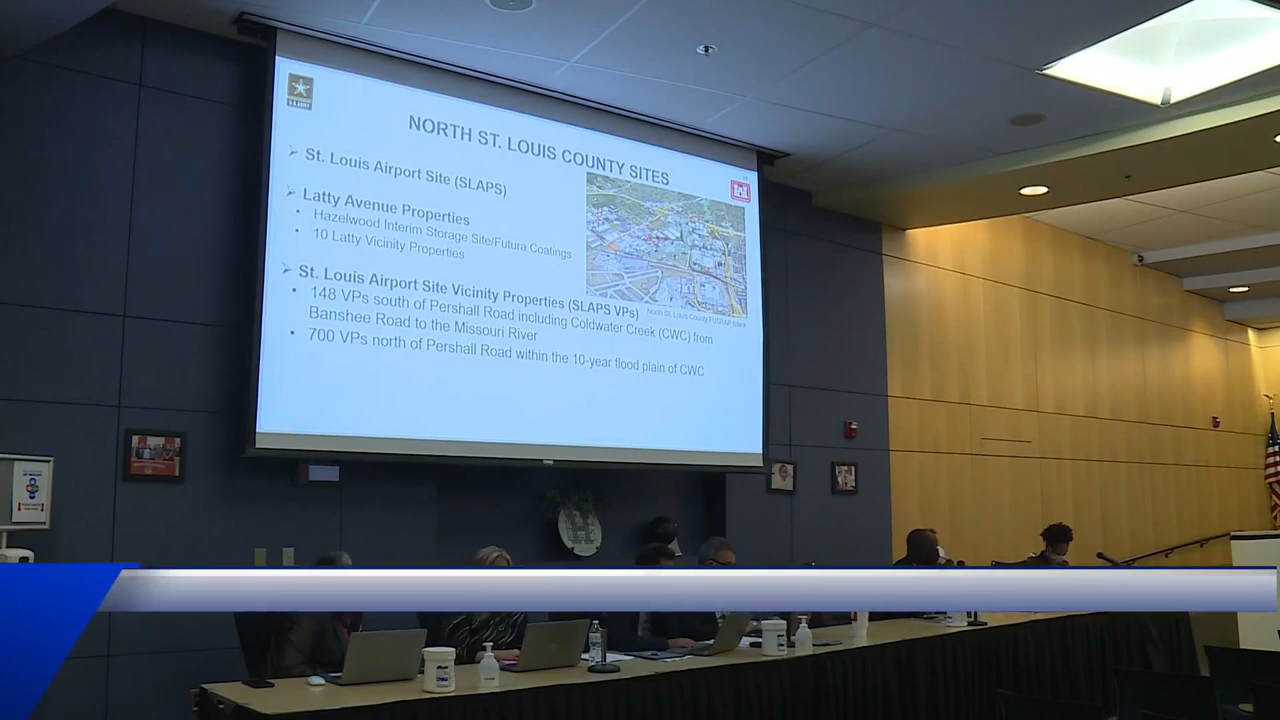 U.S. ARMY
NORTH ST. LOUIS COUNTY SITES
St. Louis Airport Site (SLAPS)
Latty Avenue Properties
Hazelwood Interim Storage Site/Futura Coatings
10 Latty Vicinity Properties
St. Louis Airport Site Vicinity Properties (SLAPS VPs)
North St. Louis County FUSRAP Sites
148 VPs south of Pershall Road including Coldwater Creek (CWC) from
Banshee Road to the Missouri River
700 VPs north of Pershall Road within the 10-year flood plain of CWC